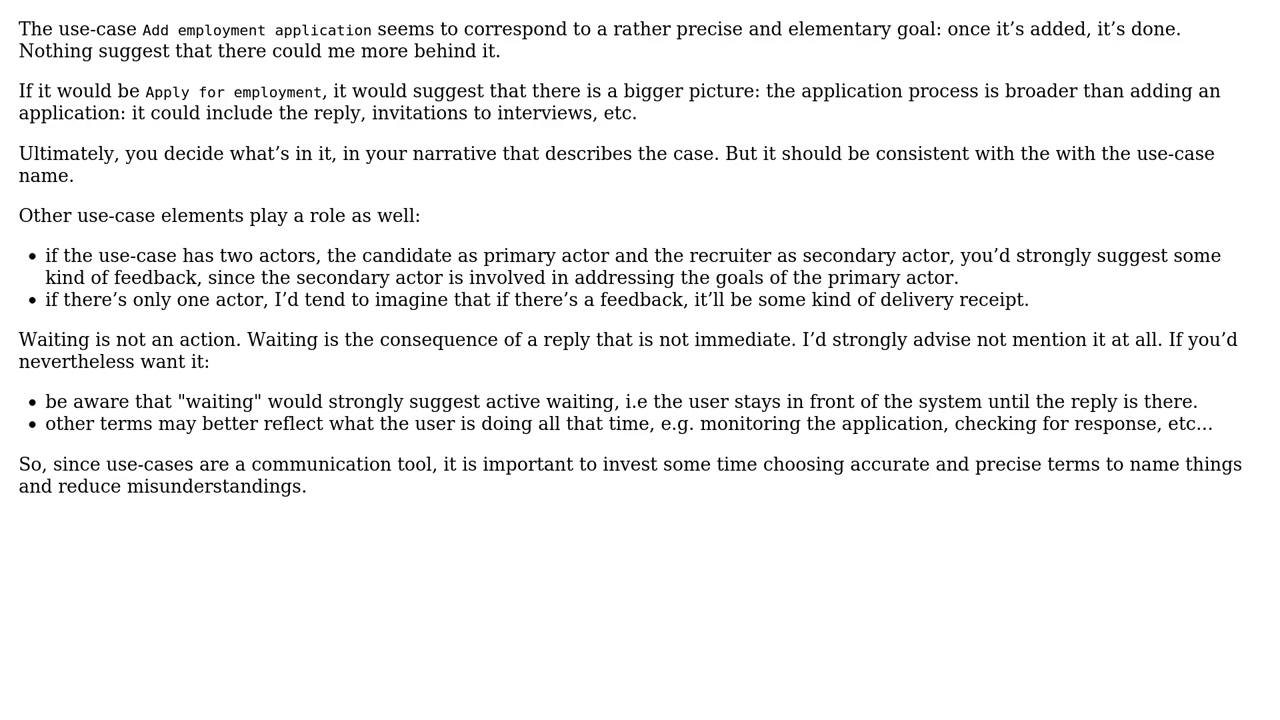 The use-case Add employment application seems to correspond to a rather precise and elementary goal: once it’s added, it’s done.
Nothing suggest that there could me more behind it.
If it would be Apply for employment, it would suggest that there is a bigger picture: the application process is broader than adding an
application: it could include the reply, invitations to interviews, etc.
Ultimately, you decide what’s in it, in your narrative that describes the case. But it should be consistent with the with the use-case
name.
Other use-case elements play a role as well:
• if the use-case has two actors, the candidate as primary actor and the recruiter as secondary actor, you’d strongly suggest some
kind of feedback, since the secondary actor is involved in addressing the goals of the primary actor.
• if there’s only one actor, I’d tend to imagine that if there’s a feedback, it’ll be some kind of delivery receipt.
Waiting is not an action. Waiting is the consequence of a reply that is not immediate. I’d strongly advise not mention it at all. If you’d
nevertheless want it:
• be aware that "waiting" would strongly suggest active waiting, i.e the user stays in front of the system until the reply is there.
• other terms may better reflect what the user is doing all that time, e.g. monitoring the application, checking for response, etc...
So, since use-cases are a communication tool, it is important to invest some time choosing accurate and precise terms to name things
and reduce misunderstandings.